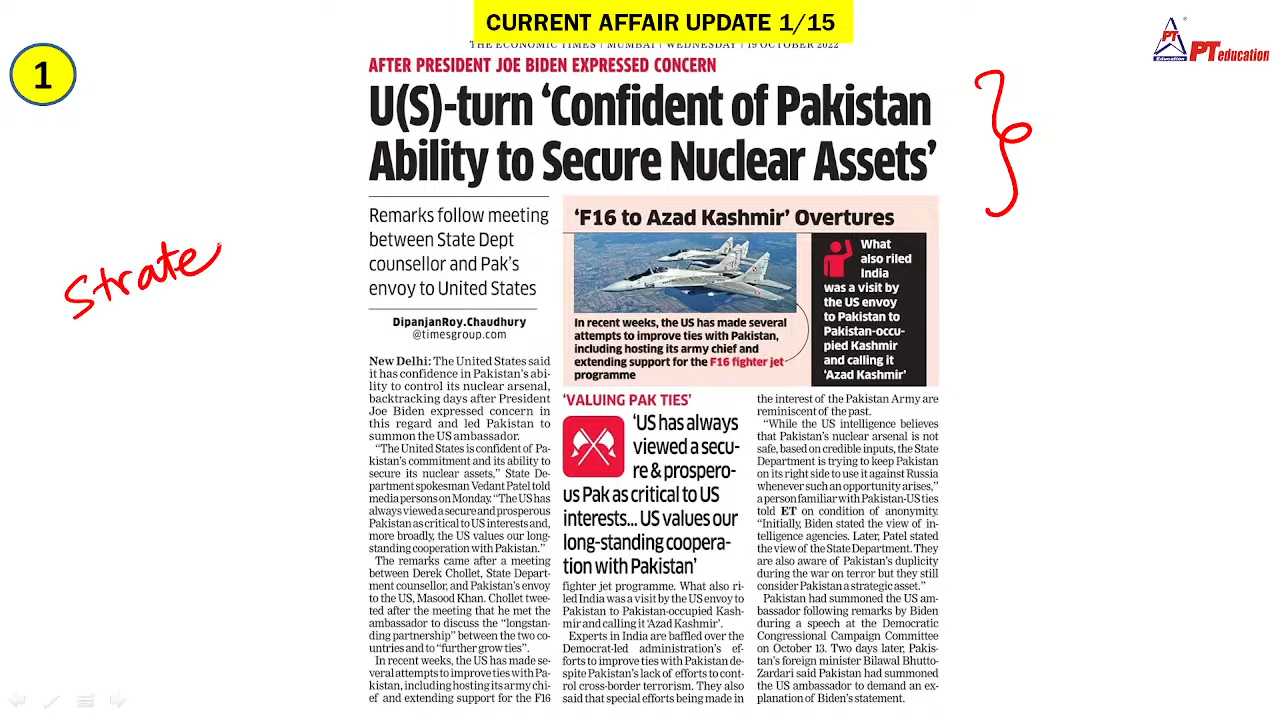 CURRENT AFFAIR UPDATE 1/15
PT
Education
PT education
1
THE ECONOMIC TIMES | MUMBAI | WEDNESDAY | 19 OCTOBER 2022
AFTER PRESIDENT JOE BIDEN EXPRESSED CONCERN
U(S)-turn ‘Confident of Pakistan
Ability to Secure Nuclear Assets’
Strate
Remarks follow meeting
between State Dept
counsellor and Pak's
envoy to United States
DipanjanRoy.Chaudhury
@timesgroup.com
New Delhi: The United States said
it has confidence in Pakistan's abi-
lity to control its nuclear arsenal,
backtracking days after President
Joe Biden expressed concern in
this regard and led Pakistan to
summon the US ambassador.
“The United States is confident of Pa-
kistan's commitment and its ability to
secure its nuclear assets,” State De-
partment spokesman Vedant Patel told
media persons on Monday. “The US has
always viewed a secure and prosperous
Pakistan as critical to US interests and,
more broadly, the US values our long-
standing cooperation with Pakistan.”
The remarks came after a meeting
between Derek Chollet, State Depart-
ment counsellor, and Pakistan's envoy
to the US, Masood Khan. Chollet twee-
ted after the meeting that he met the
ambassador to discuss the “longstan-
ding partnership” between the two co-
untries and to “further grow ties”.
In recent weeks, the US has made se-
veral attempts to improve ties with Pa-
kistan, including hosting its army chi-
ef and extending support for the F16
‘F16 to Azad Kashmir’ Overtures
In recent weeks, the US has made several
attempts to improve ties with Pakistan,
including hosting its army chief and
extending support for the F16 fighter jet
programme
What
also riled
India
was a visit by
the US envoy
to Pakistan to
Pakistan-occu-
pied Kashmir
and calling it
‘Azad Kashmir’
‘VALUING PAK TIES’
‘US has always
viewed a secu-
re & prospero-
us Pak as critical to US
interests... US values our
long-standing coopera-
tion with Pakistan’
fighter jet programme. What also ri-
led India was a visit by the US envoy to
Pakistan to Pakistan-occupied Kash-
mir and calling it ‘Azad Kashmir’.
Experts in India are baffled over the
Democrat-led administration's ef-
forts to improve ties with Pakistan de-
spite Pakistan's lack of efforts to cont-
rol cross-border terrorism. They also
said that special efforts being made in
the interest of the Pakistan Army are
reminiscent of the past.
“While the US intelligence believes
that Pakistan's nuclear arsenal is not
safe, based on credible inputs, the State
Department is trying to keep Pakistan
on its right side to use it against Russia
whenever such an opportunity arises,”
a person familiar with Pakistan-US ties
told ET on condition of anonymity.
“Initially, Biden stated the view of in-
telligence agencies. Later, Patel stated
the view of the State Department. They
are also aware of Pakistan's duplicity
during the war on terror but they still
consider Pakistan a strategic asset.”
Pakistan had summoned the US am-
bassador following remarks by Biden
during a speech at the Democratic
Congressional Campaign Committee
on October 13. Two days later, Pakis-
tan's foreign minister Bilawal Bhutto-
Zardari said Pakistan had summoned
the US ambassador to demand an ex-
planation of Biden's statement.